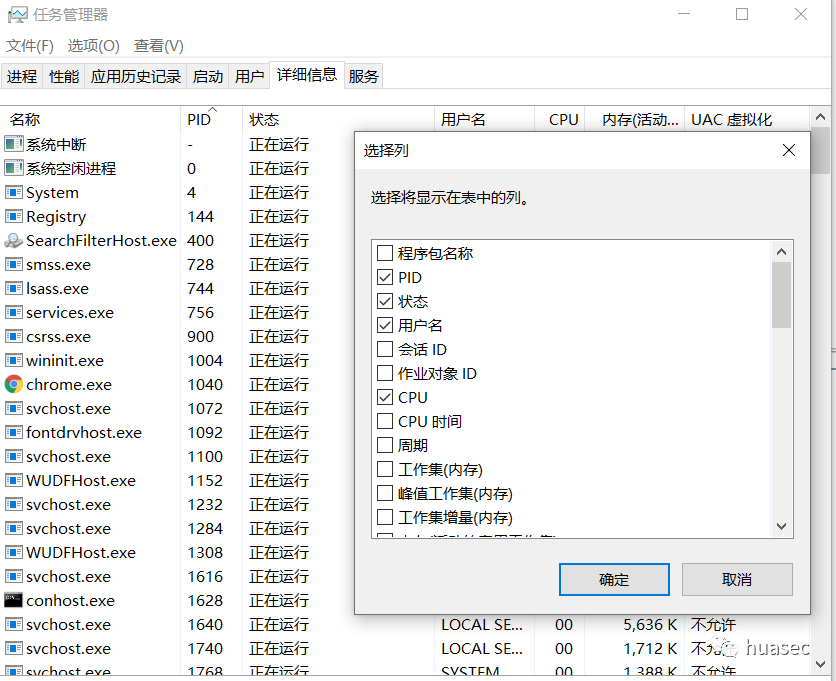 任务管理器
文件(F) 选项(O) 查看(V)
进程 性能 应用历史记录 启动 用户 详细信息 服务
名称 PID 状态 用户名 CPU 内存(活动... UAC 虚拟化
系统中断 - 正在运行
系统空闲进程 0 正在运行
System 4 正在运行
Registry 144 正在运行
SearchFilterHost.exe 400 正在运行
smss.exe 728 正在运行
lsass.exe 744 正在运行
services.exe 756 正在运行
csrss.exe 900 正在运行
wininit.exe 1004 正在运行
chrome.exe 1040 正在运行
svchost.exe 1072 正在运行
fontdrvhost.exe 1092 正在运行
svchost.exe 1100 正在运行
WUDFHost.exe 1152 正在运行
svchost.exe 1232 正在运行
svchost.exe 1284 正在运行
WUDFHost.exe 1308 正在运行
svchost.exe 1616 正在运行
conhost.exe 1628 正在运行
svchost.exe 1640 正在运行 LOCAL SE... 00 5,636 K 不允许
svchost.exe 1740 正在运行 LOCAL SE... 00 1,712 K 不允许
svchost.exe 1768 正在运行 SYSTEM 00 1,388 K 不允许
选择列
选择将显示在表中的列。
程序包名称
PID
状态
用户名
会话 ID
作业对象 ID
CPU
CPU 时间
周期
工作集(内存)
峰值工作集(内存)
工作集增量(内存)
确定 取消
huasec